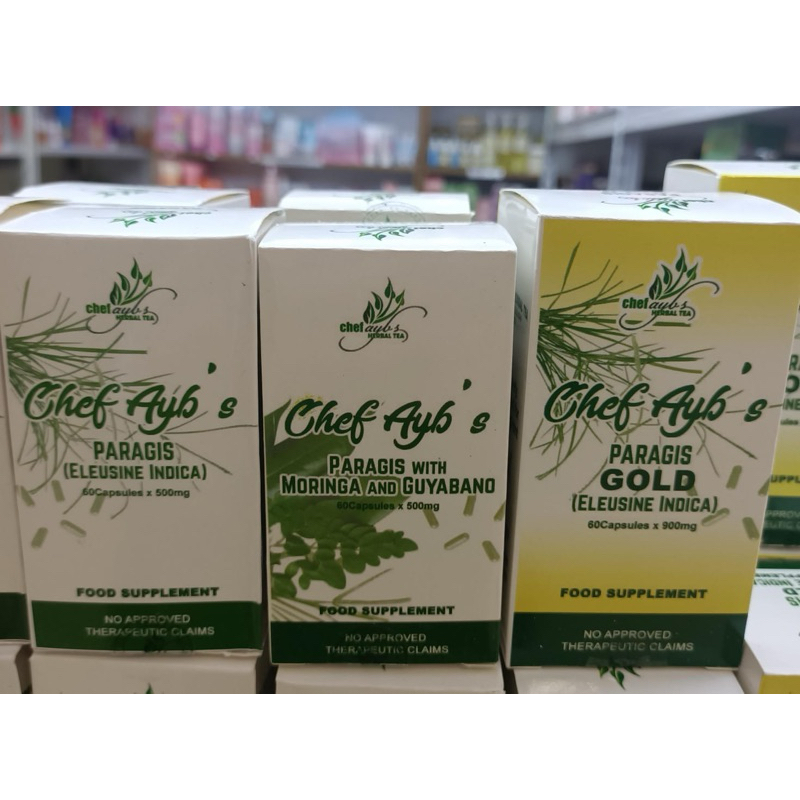 chef ayb's
HERBAL TEA
Chef Ayb's
PARAGIS
(ELEUSINE INDICA)
60Capsules x 500mg
FOOD SUPPLEMENT
NO APPROVED
THERAPEUTIC CLAIMS
chef ayb's
HERBAL TEA
Chef Ayb's
PARAGIS WITH
MORINGA AND GUYABANO
60Capsules x 500mg
FOOD SUPPLEMENT
NO APPROVED
THERAPEUTIC CLAIMS
chef ayb's
HERBAL TEA
Chef Ayb's
PARAGIS
GOLD
(ELEUSINE INDICA)
60Capsules x 900mg
FOOD SUPPLEMENT
NO APPROVED
THERAPEUTIC CLAIMS